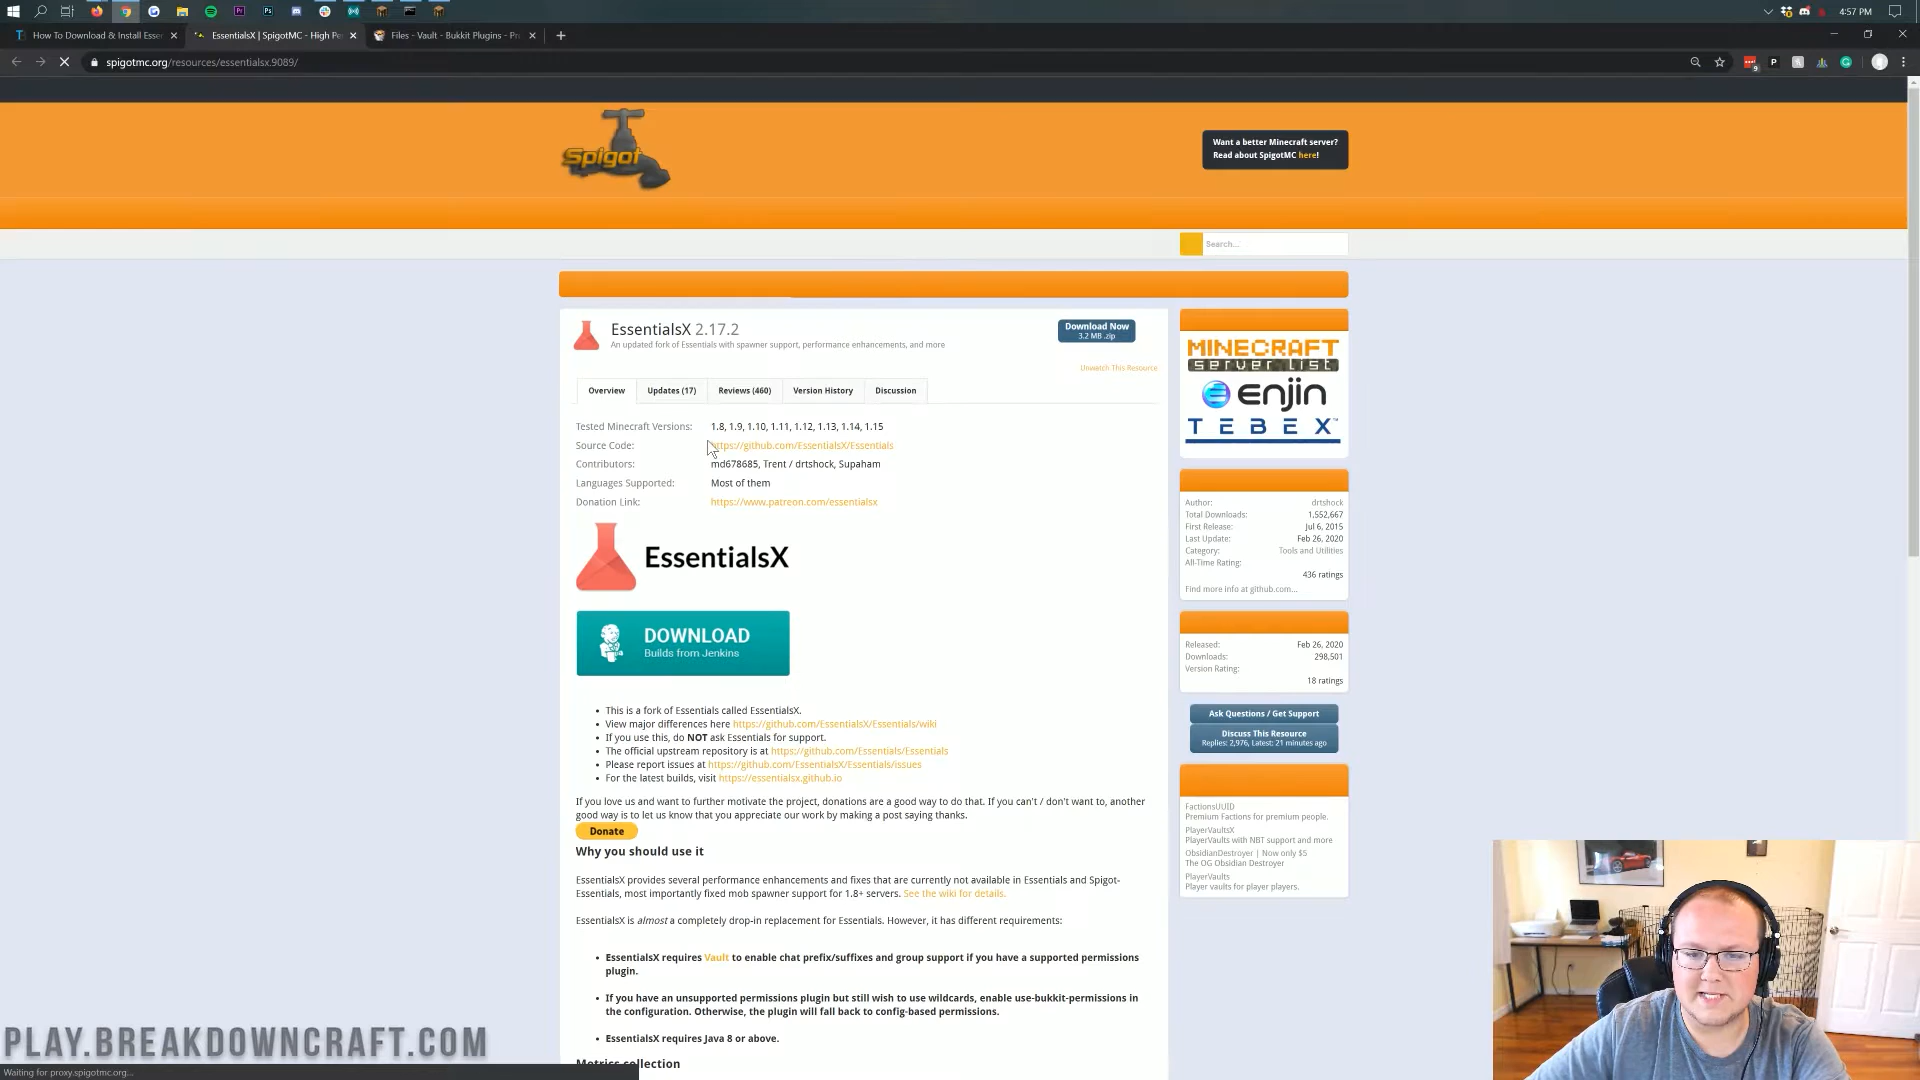 4:57 PM
How To Download & Install Esser
EssentialsX | SpigotMC - High Pe
Files - Vault - Bukkit Plugins - Pr
spigotmc.org/resources/essentialsx.9089/
Spigot
Want a better Minecraft server?
Read about SpigotMC here!
Search...
EssentialsX 2.17.2
An updated fork of Essentials with spawner support, performance enhancements, and more
Download Now
3.2 MB .zip
Unwatch This Resource
Overview
Updates (17)
Reviews (460)
Version History
Discussion
Tested Minecraft Versions: 1.8, 1.9, 1.10, 1.11, 1.12, 1.13, 1.14, 1.15
Source Code: https://github.com/EssentialsX/Essentials
Contributors: md678685, Trent / drtshock, Supaham
Languages Supported: Most of them
Donation Link: https://www.patreon.com/essentialsx
EssentialsX
DOWNLOAD
Builds from Jenkins
This is a fork of Essentials called EssentialsX.
View major differences here https://github.com/EssentialsX/Essentials/wiki
If you use this, do NOT ask Essentials for support.
The official upstream repository is at https://github.com/Essentials/Essentials
Please report issues at https://github.com/EssentialsX/Essentials/issues
For the latest builds, visit https://essentialsx.github.io
If you love us and want to further motivate the project, donations are a good way to do that. If you can't / don't want to, another
good way is to let us know that you appreciate our work by making a post saying thanks.
Donate
Why you should use it
EssentialsX provides several performance enhancements and fixes that are currently not available in Essentials and Spigot-
Essentials, most importantly fixed mob spawner support for 1.8+ servers. See the wiki for details.
EssentialsX is almost a completely drop-in replacement for Essentials. However, it has different requirements:
EssentialsX requires Vault to enable chat prefix/suffixes and group support if you have a supported permissions
plugin.
If you have an unsupported permissions plugin but still wish to use wildcards, enable use-bukkit-permissions in
the configuration. Otherwise, the plugin will fall back to config-based permissions.
EssentialsX requires Java 8 or above.
Metrics collection
MINECRAFT
server list
enjin
TEBEX
Author: drtshock
Total Downloads: 1,552,667
First Release: Jul 6, 2015
Last Update: Feb 26, 2020
Category: Tools and Utilities
All-Time Rating:
436 ratings
Find more info at github.com...
Released: Feb 26, 2020
Downloads: 298,501
Version Rating:
18 ratings
Ask Questions / Get Support
Discuss This Resource
Replies: 2,976, Latest: 21 minutes ago
FactionsUUID
Premium Factions for premium people.
PlayerVaultsX
PlayerVaults with NBT support and more
ObsidianDestroyer | Now only $5
The OG Obsidian Destroyer
PlayerVaults
Player vaults for player players.
PLAY.BREAKDOWNCRAFT.COM
Waiting for proxy.spigotmc.org...